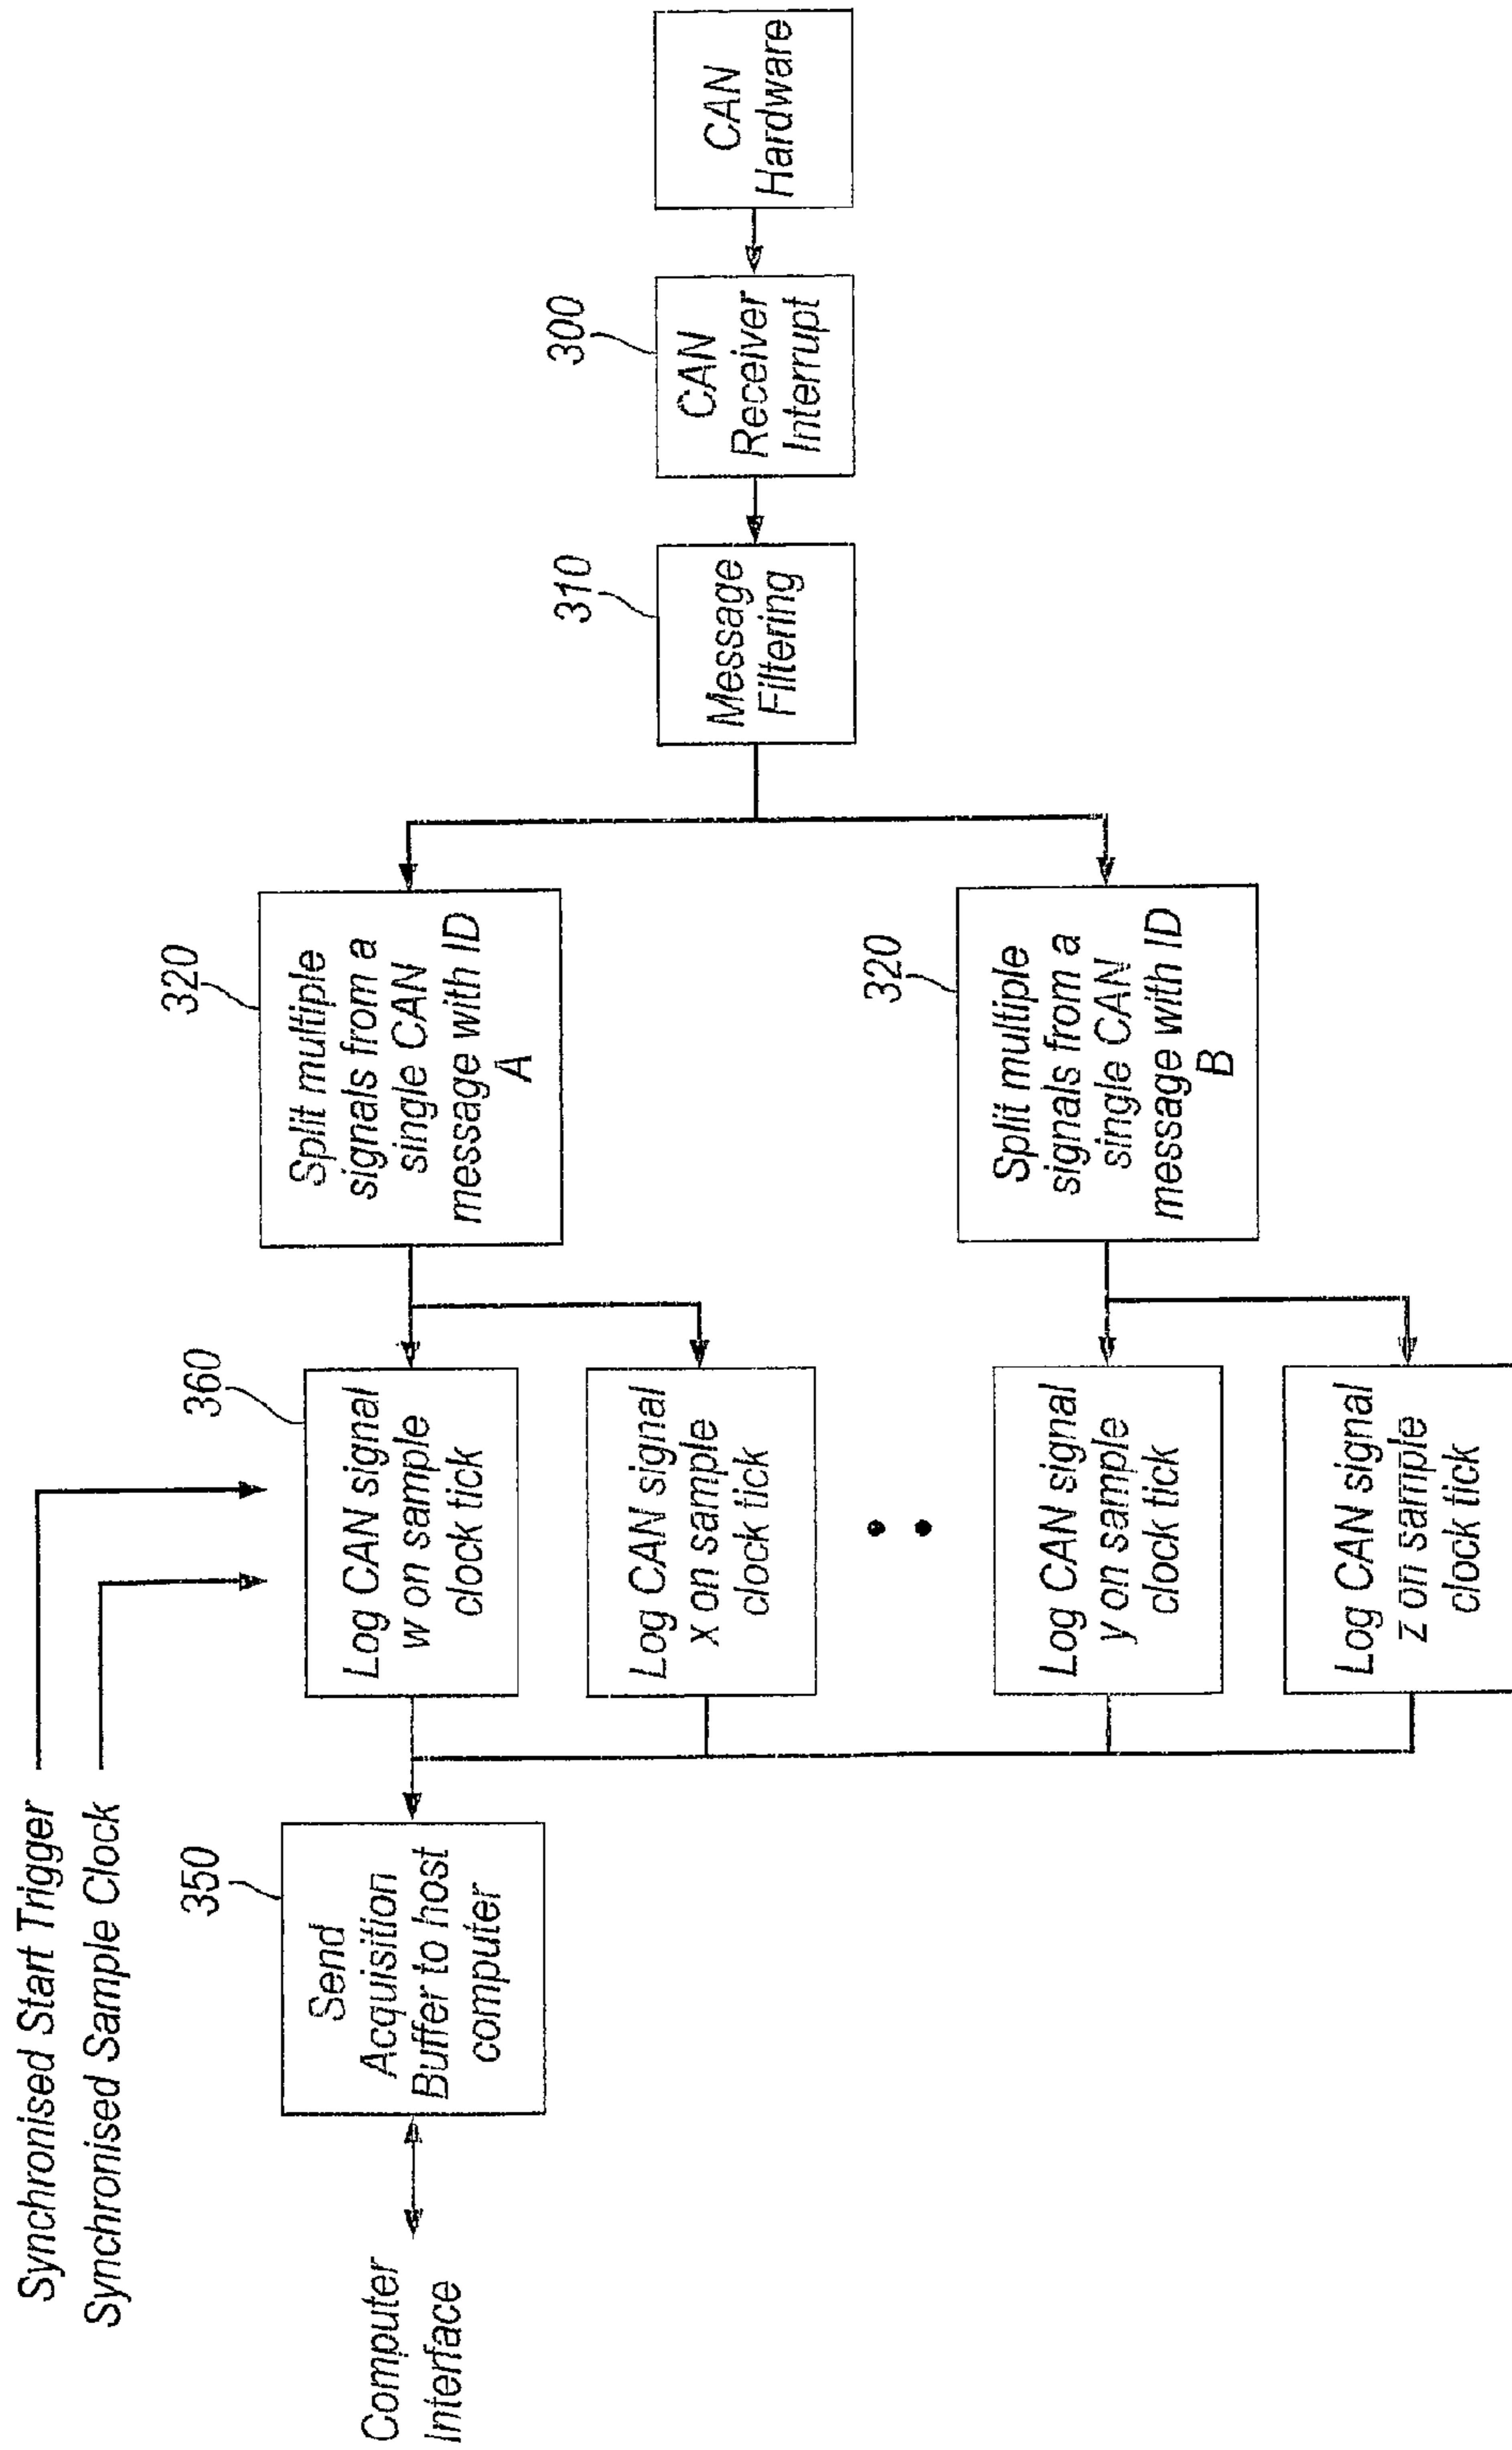 Synchronised Start Trigger
Synchronised Sample Clock
Computer
Interface
350
Send
Acquisition
Buffer to host
computer
360
Log CAN signal
w on sample
clock tick
Log CAN signal
x on sample
clock tick
Log CAN signal
y on sample
clock tick
Log CAN signal
z on sample
clock tick
320
Split multiple
signals from a
single CAN
message with ID
A
320
Split multiple
signals from a
single CAN
message with ID
B
310
Message
Filtering
300
CAN
Receiver
Interrupt
CAN
Hardware